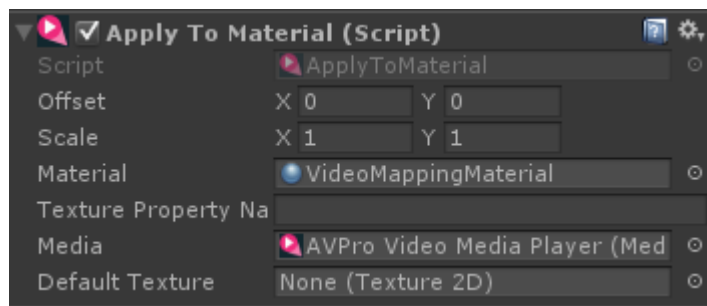 Apply To Material (Script)
Script ApplyToMaterial
Offset X 0 Y 0
Scale X 1 Y 1
Material VideoMappingMaterial
Texture Property Na
Media AVPro Video Media Player (Med
Default Texture None (Texture 2D)